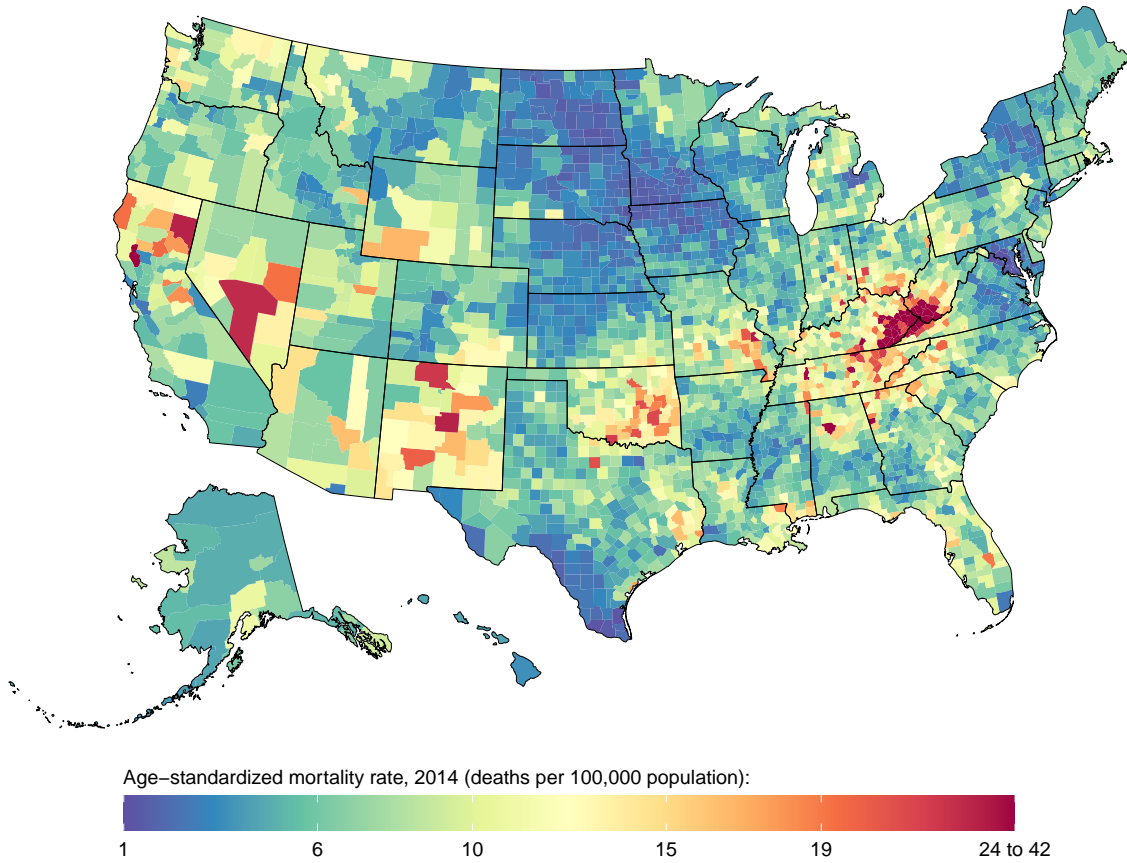 Age−standardized mortality rate, 2014 (deaths per 100,000 population):
1 6 10 15 19 24 to 42